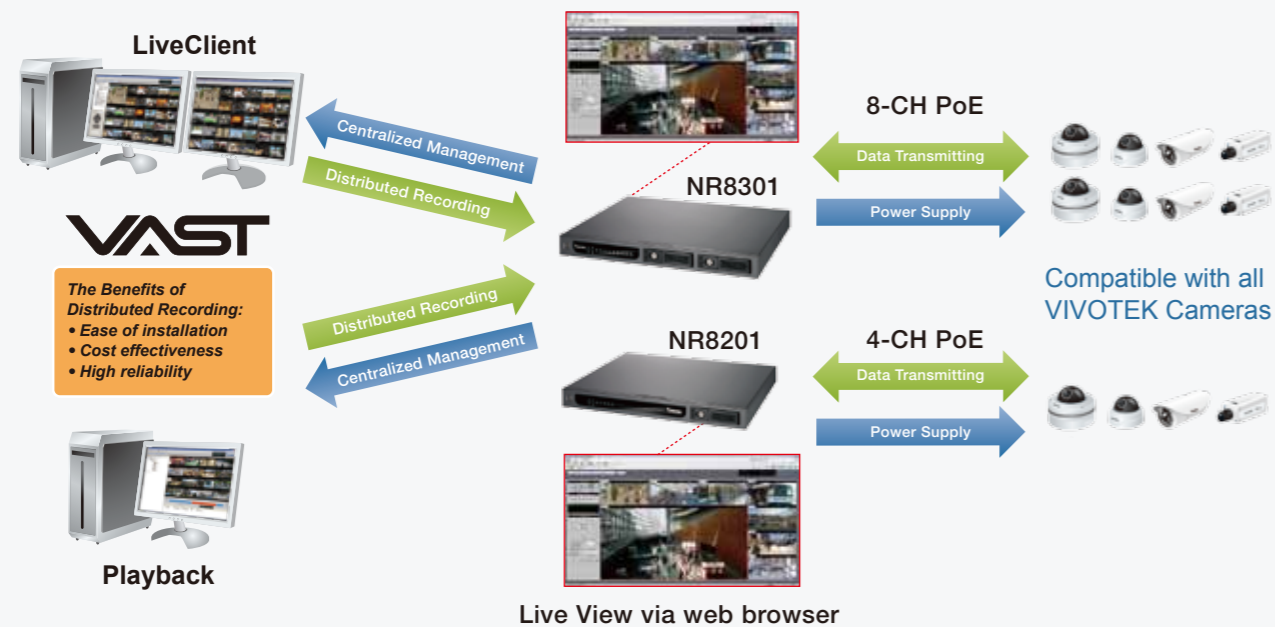 LiveClient
Centralized Management
Distributed Recording
VAST
The Benefits of
Distributed Recording:
• Ease of installation
• Cost effectiveness
• High reliability
Distributed Recording
Centralized Management
Playback
NR8301
8-CH PoE
Data Transmitting
Power Supply
Compatible with all
VIVOTEK Cameras
NR8201
4-CH PoE
Data Transmitting
Power Supply
Live View via web browser